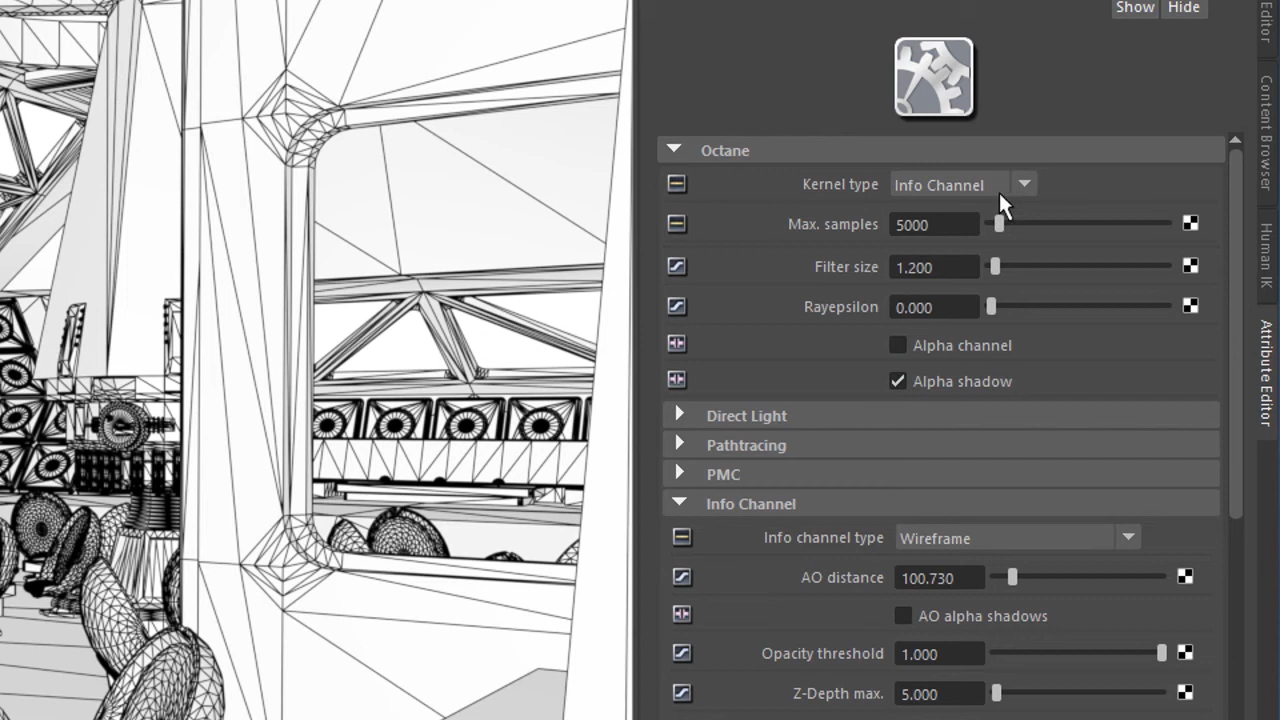 Show Hide
Editor
Content Browser
Human IK
Attribute Editor
Octane
Kernel type Info Channel
Max. samples 5000
Filter size 1.200
Rayepsilon 0.000
Alpha channel
Alpha shadow
Direct Light
Pathtracing
PMC
Info Channel
Info channel type Wireframe
AO distance 100.730
AO alpha shadows
Opacity threshold 1.000
Z-Depth max. 5.000